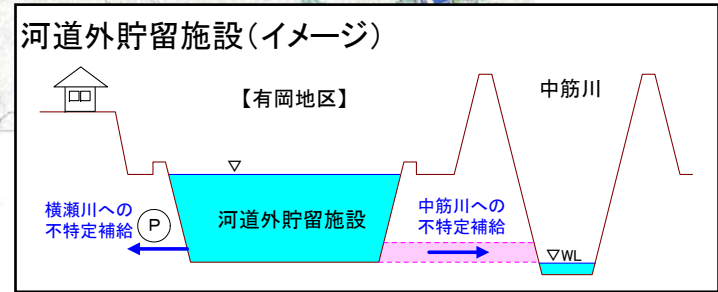 河道外貯留施設(イメージ)
【有岡地区】
中筋川
▽
横瀬川への
不特定補給
P
河道外貯留施設
中筋川への
不特定補給
▽WL